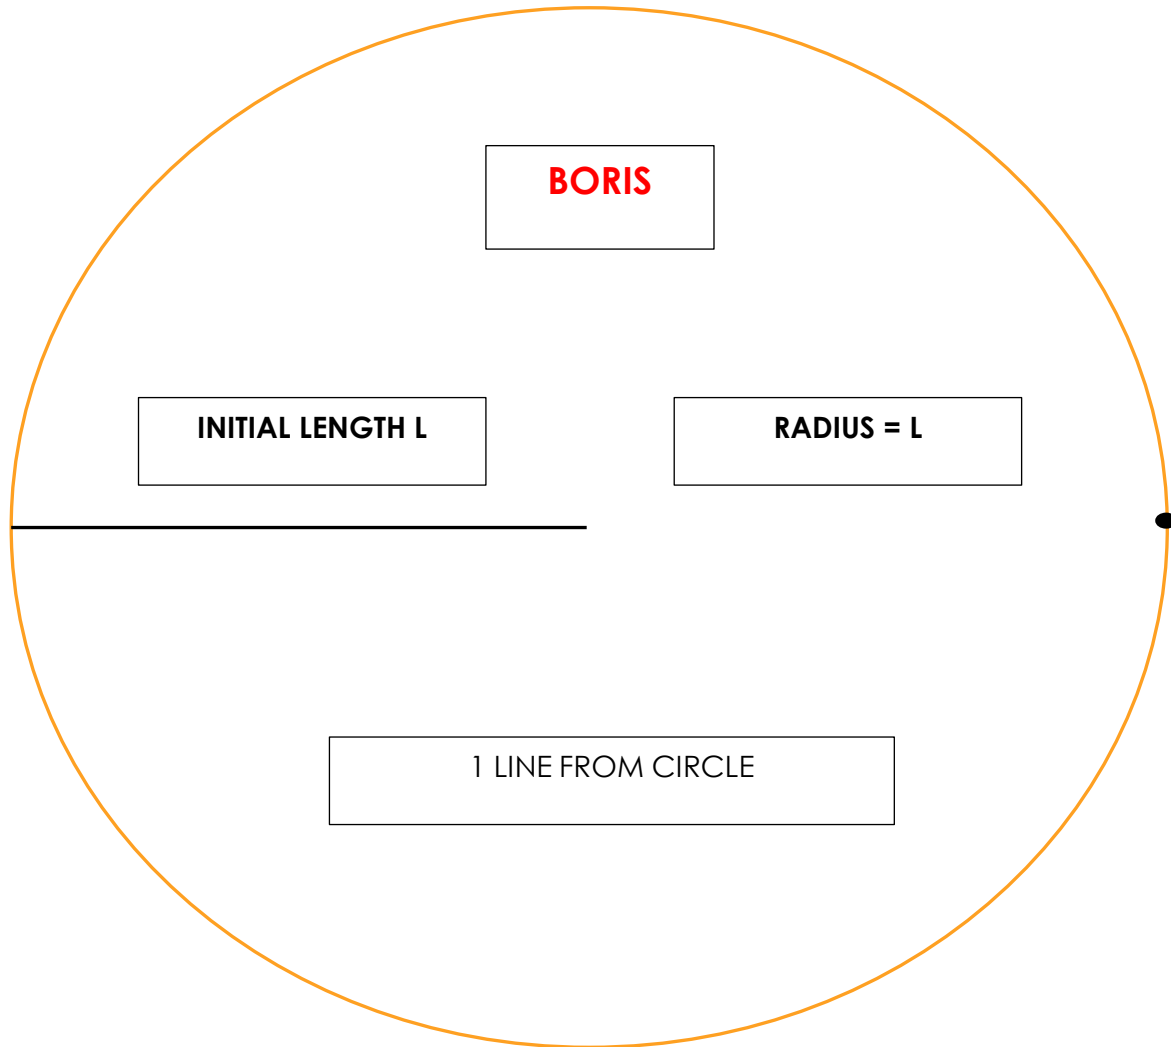 BORIS
INITIAL LENGTH L
RADIUS = L
1 LINE FROM CIRCLE